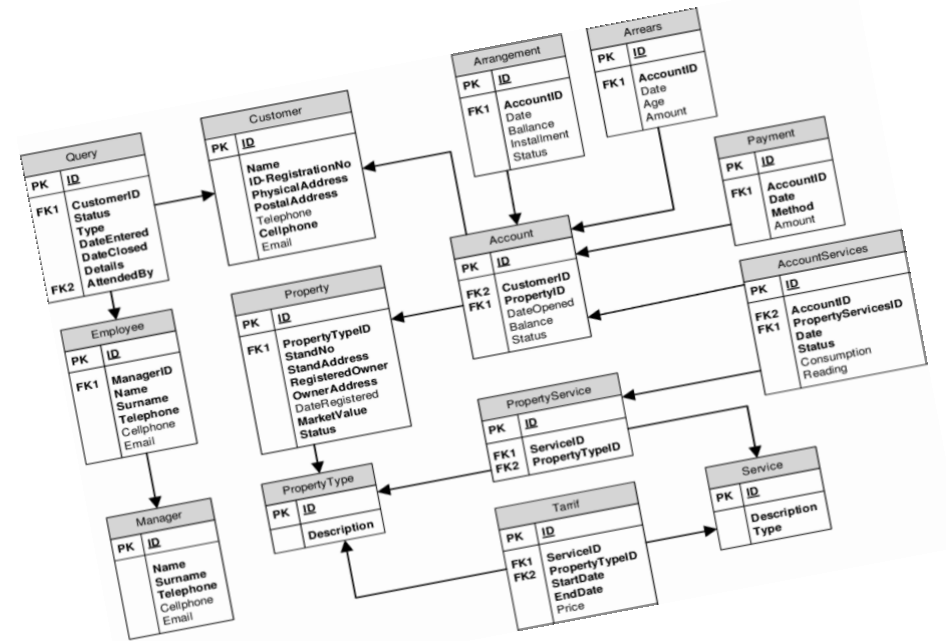 Arrears
PK ID
FK1 AccountID
Date
Age
Amount
Arrangement
PK ID
FK1 AccountID
Date
Ballance
Installment
Status
Customer
PK ID
Name
ID-RegistrationNo
PhysicalAddress
PostalAddress
Telephone
Cellphone
Email
Query
PK ID
FK1 CustomerID
Status
Type
DateEntered
DateClosed
Details
FK2 AttendedBy
Payment
PK ID
FK1 AccountID
Date
Method
Amount
Account
PK ID
FK2 CustomerID
FK1 PropertyID
DateOpened
Balance
Status
AccountServices
PK ID
FK2 AccountID
FK1 PropertyServicesID
Date
Status
Consumption
Reading
Property
PK ID
FK1 PropertyTypeID
StandNo
StandAddress
RegisteredOwner
OwnerAddress
DateRegistered
MarketValue
Status
Employee
PK ID
FK1 ManagerID
Name
Surname
Telephone
Cellphone
Email
PropertyService
PK ID
FK1 ServiceID
FK2 PropertyTypeID
Service
PK ID
Description
Type
PropertyType
PK ID
Description
Tarrif
PK ID
FK1 ServiceID
FK2 PropertyTypeID
StartDate
EndDate
Price
Manager
PK ID
Name
Surname
Telephone
Cellphone
Email